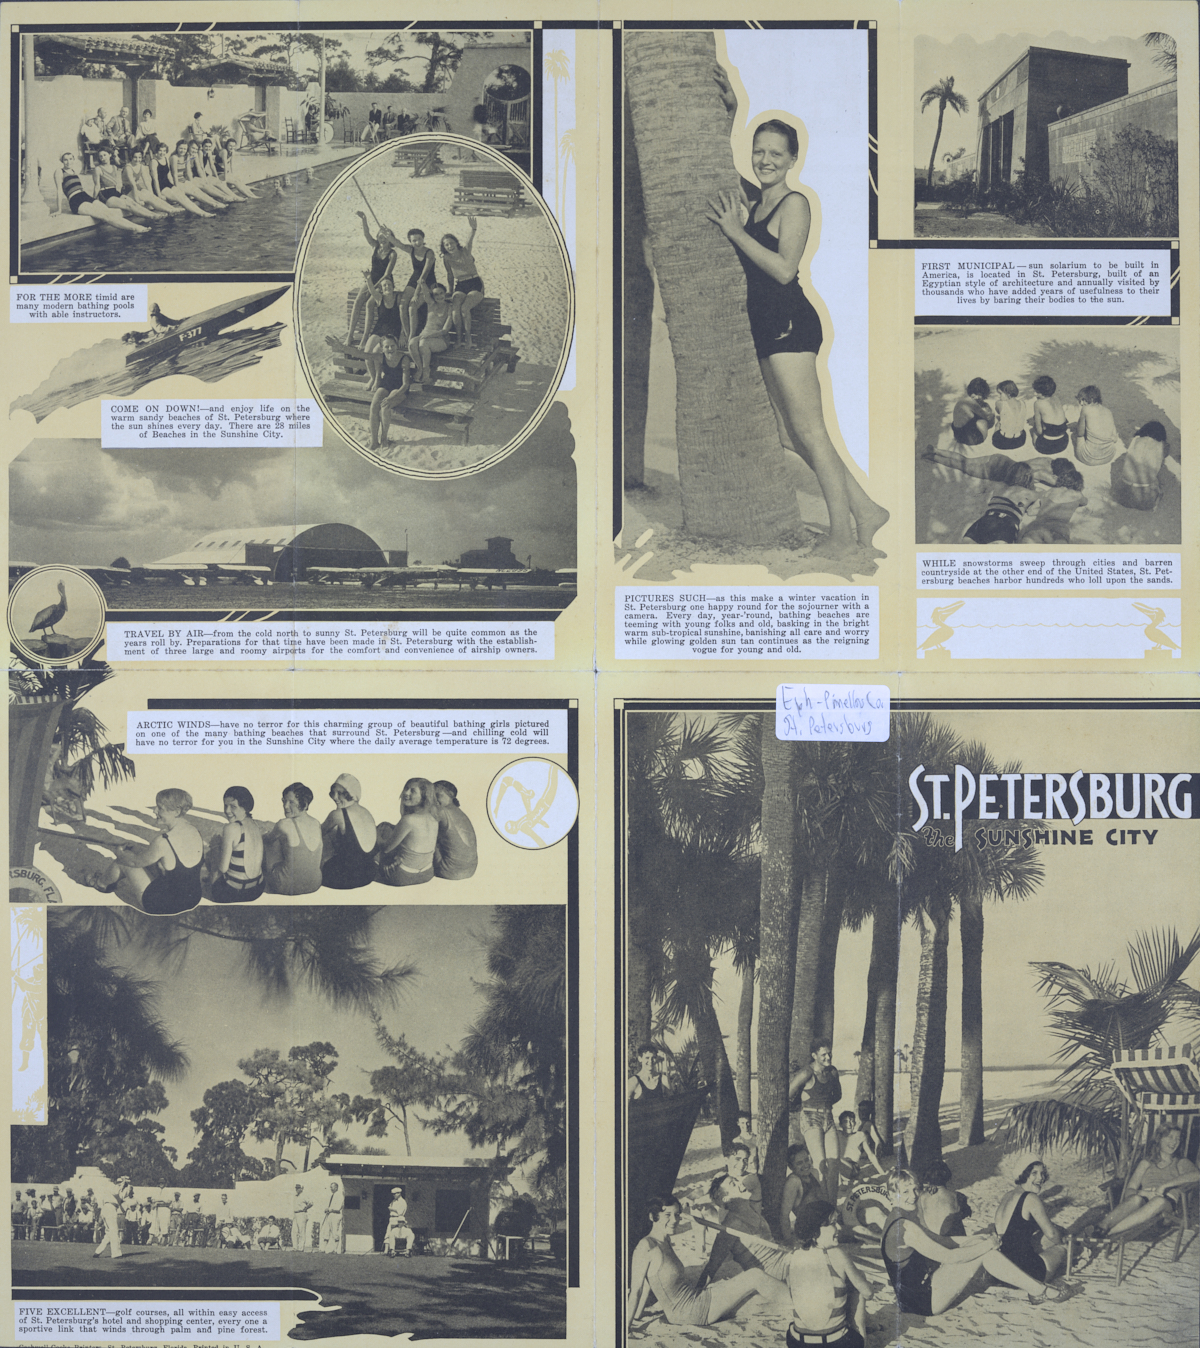 FOR THE MORE timid are
many modern bathing pools
with able instructors.
F-377
COME ON DOWN!—and enjoy life on the
warm sandy beaches of St. Petersburg where
the sun shines every day. There are 28 miles
of Beaches in the Sunshine City.
TRAVEL BY AIR—from the cold north to sunny St. Petersburg will be quite common as the
years roll by. Preparations for that time have been made in St. Petersburg with the establish-
ment of three large and roomy airports for the comfort and convenience of airship owners.
PICTURES SUCH—as this make a winter vacation in
St. Petersburg one happy round for the sojourner with a
camera. Every day, year-'round, bathing beaches are
teeming with young folks and old, basking in the bright
warm sub-tropical sunshine, banishing all care and worry
while glowing golden sun tan continues as the reigning
vogue for young and old.
FIRST MUNICIPAL—sun solarium to be built in
America, is located in St. Petersburg, built of an
Egyptian style of architecture and annually visited by
thousands who have added years of usefulness to their
lives by baring their bodies to the sun.
WHILE snowstorms sweep through cities and barren
countryside at the other end of the United States, St. Pet-
ersburg beaches harbor hundreds who loll upon the sands.
ARCTIC WINDS—have no terror for this charming group of beautiful bathing girls pictured
on one of the many bathing beaches that surround St. Petersburg—and chilling cold will
have no terror for you in the Sunshine City where the daily average temperature is 72 degrees.
RSBURG, FLA
FIVE EXCELLENT—golf courses, all within easy access
of St. Petersburg's hotel and shopping center, every one a
sportive link that winds through palm and pine forest.
Printers, St. Petersburg, Florida, Printed in U. S. A.
Eph-Pinellas Co.
St. Petersburg
ST. PETERSBURG
the SUNSHINE CITY
ST. PETERSBURG